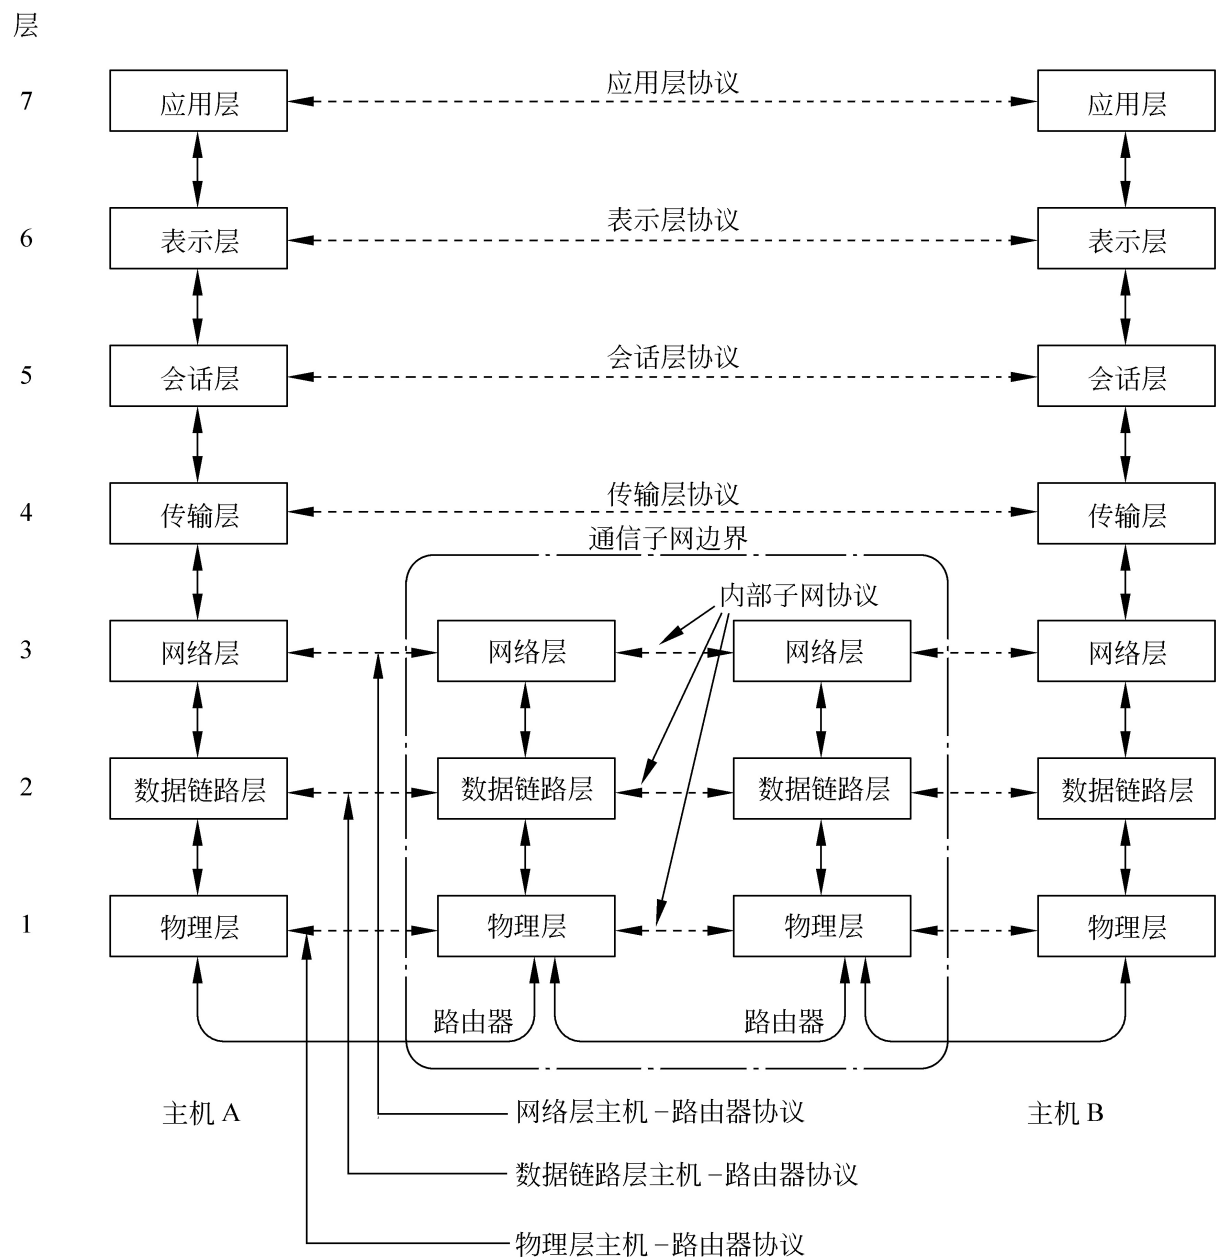 层
7
应用层
应用层协议
应用层
6
表示层
表示层协议
表示层
5
会话层
会话层协议
会话层
4
传输层
传输层协议
传输层
通信子网边界
内部子网协议
3
网络层
网络层
网络层
网络层
2
数据链路层
数据链路层
数据链路层
数据链路层
1
物理层
物理层
物理层
物理层
路由器
路由器
主机 A
主机 B
网络层主机 – 路由器协议
数据链路层主机 – 路由器协议
物理层主机 – 路由器协议